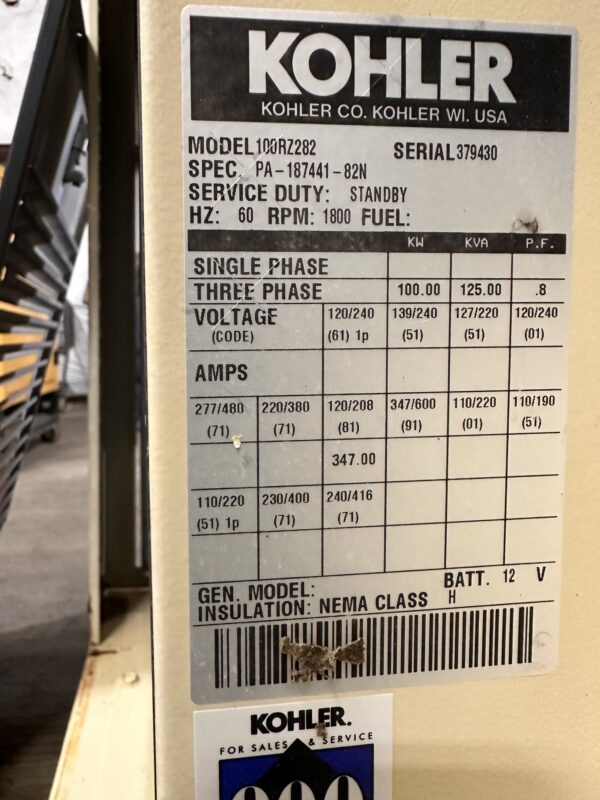 KOHLER
KOHLER CO. KOHLER WI. USA
MODEL 100RZ282 SERIAL 379430
SPEC. PA-187441-82N
SERVICE DUTY: STANDBY
HZ: 60 RPM: 1800 FUEL:
KW KVA P.F.
SINGLE PHASE
THREE PHASE 100.00 125.00 .8
VOLTAGE 120/240 139/240 127/220 120/240
(CODE) (61) 1p (51) (51) (01)
AMPS
277/480 220/380 120/208 347/600 110/220 110/190
(71) (71) (81) (91) (01) (51)
347.00
110/220 230/400 240/416
(51) 1p (71) (71)
GEN. MODEL: BATT. 12 V
INSULATION: NEMA CLASS H
KOHLER.
FOR SALES & SERVICE